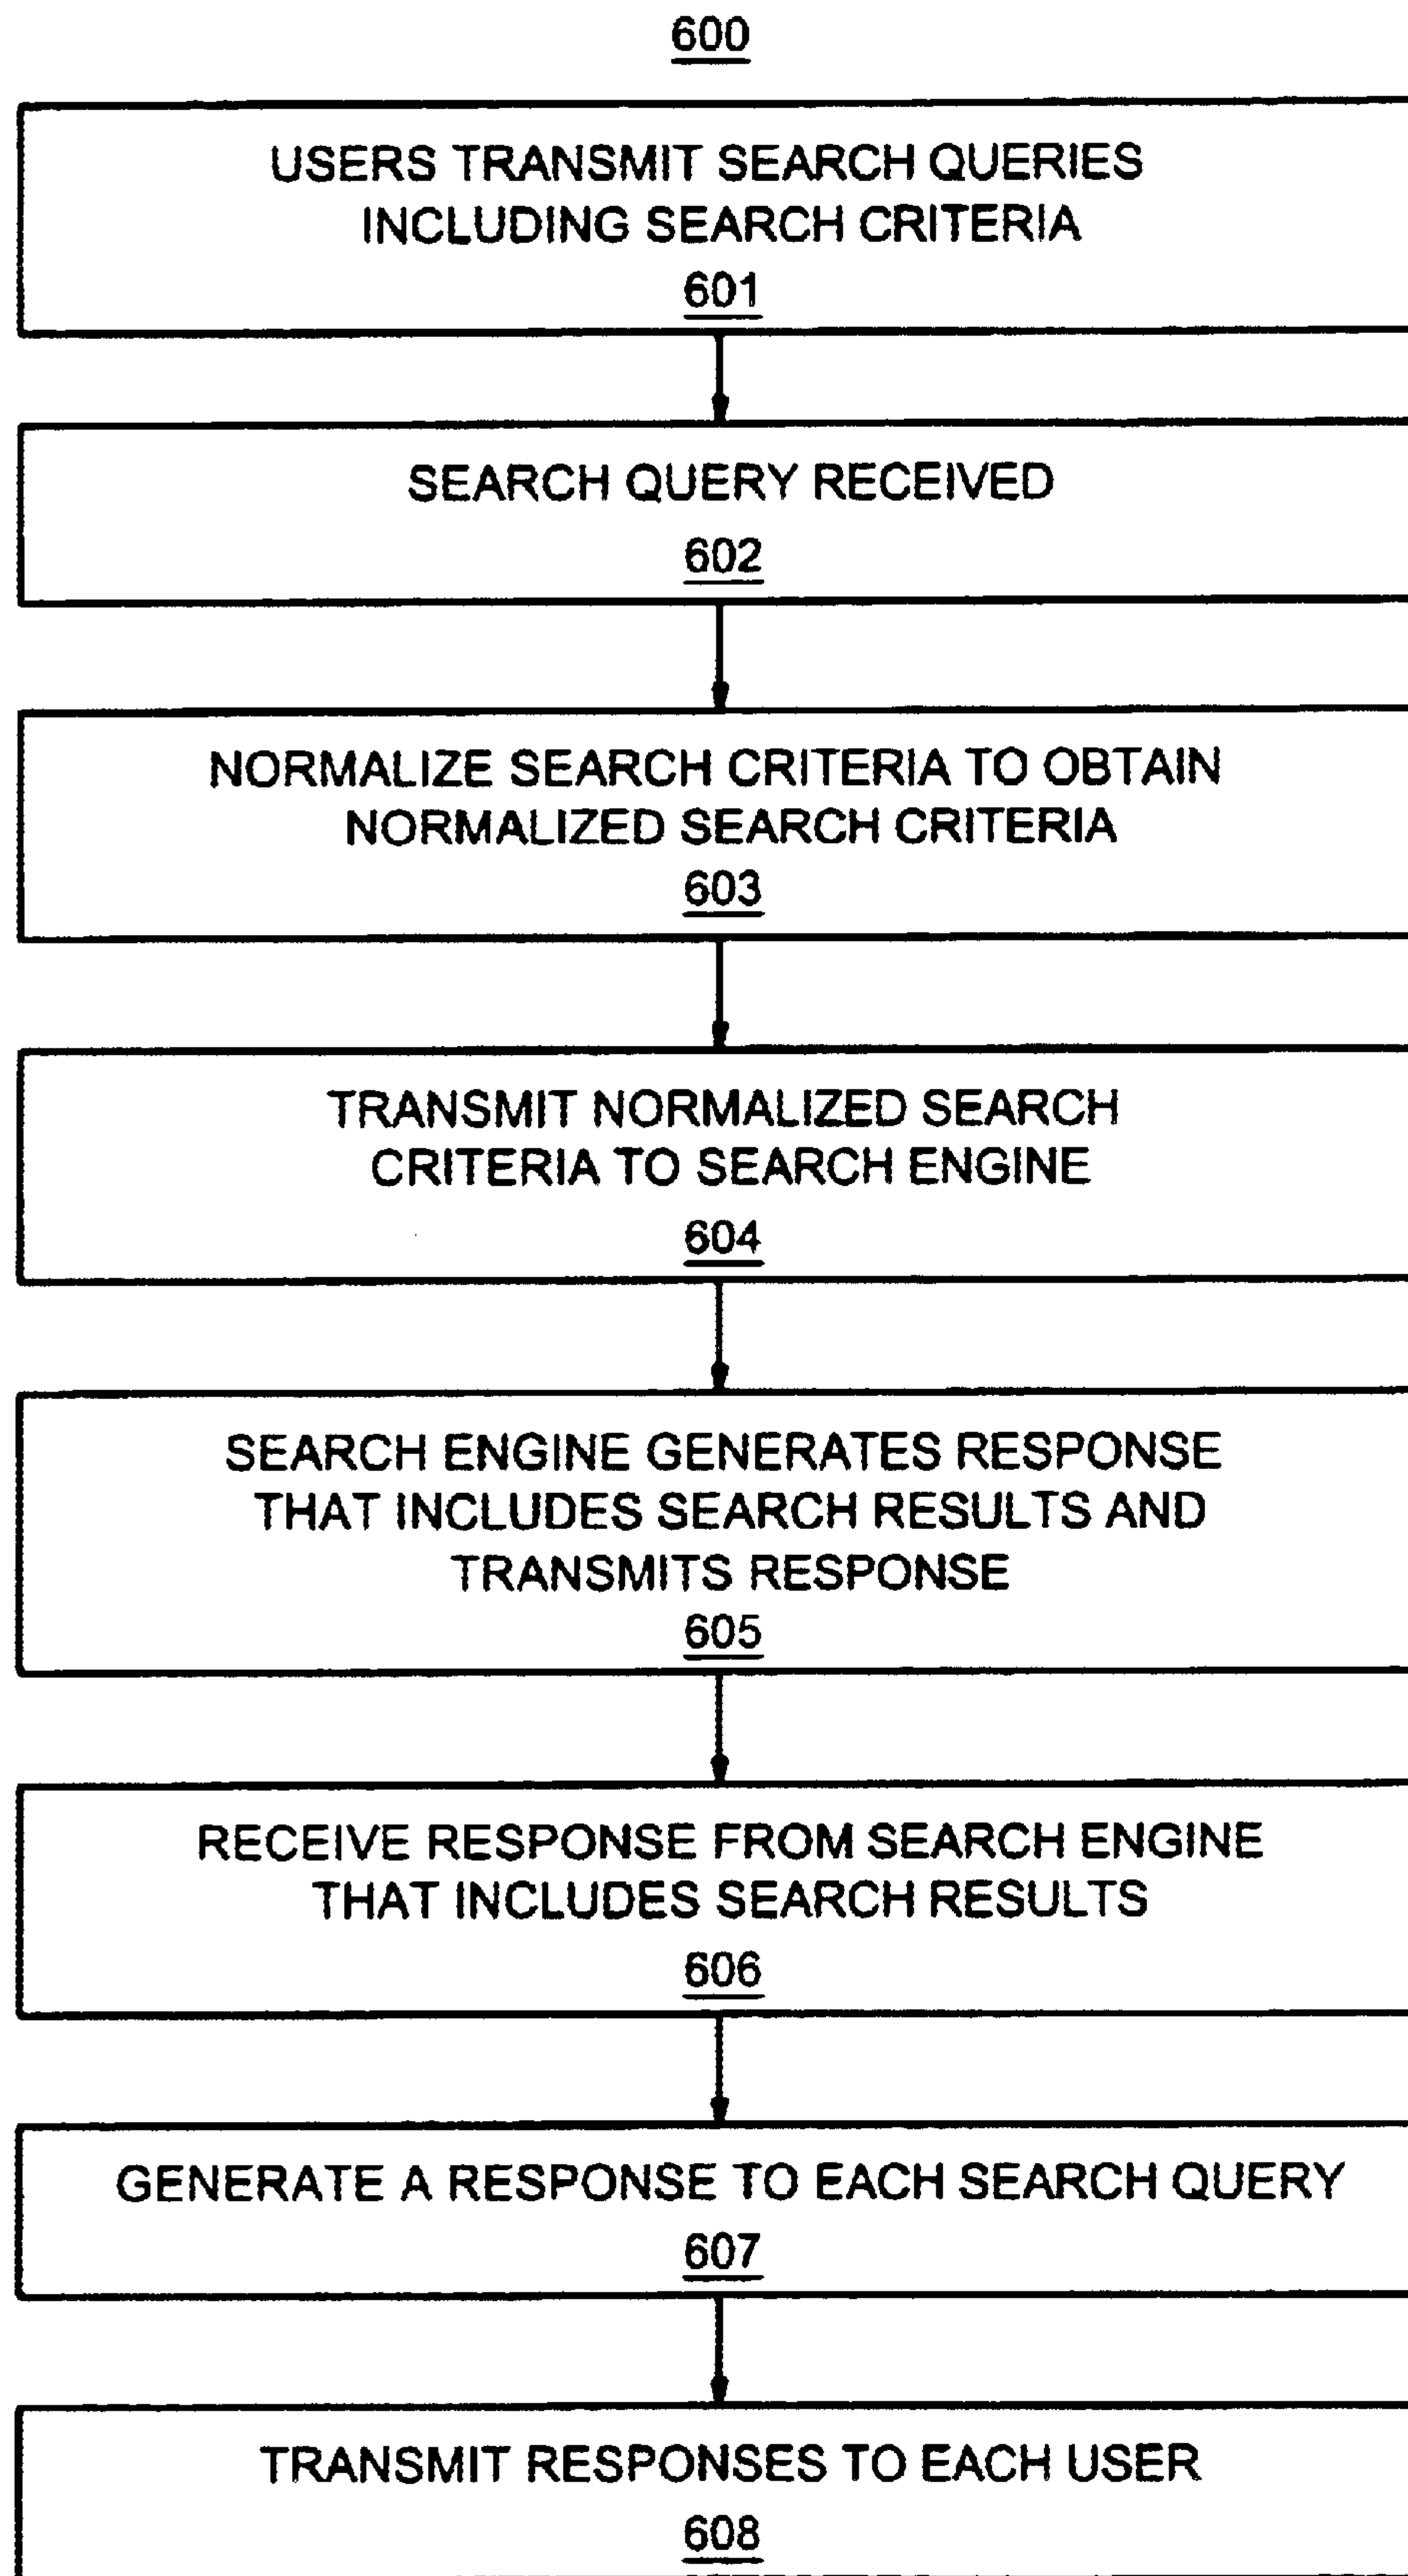 600
USERS TRANSMIT SEARCH QUERIES
INCLUDING SEARCH CRITERIA
601
SEARCH QUERY RECEIVED
602
NORMALIZE SEARCH CRITERIA TO OBTAIN
NORMALIZED SEARCH CRITERIA
603
TRANSMIT NORMALIZED SEARCH
CRITERIA TO SEARCH ENGINE
604
SEARCH ENGINE GENERATES RESPONSE
THAT INCLUDES SEARCH RESULTS AND
TRANSMITS RESPONSE
605
RECEIVE RESPONSE FROM SEARCH ENGINE
THAT INCLUDES SEARCH RESULTS
606
GENERATE A RESPONSE TO EACH SEARCH QUERY
607
TRANSMIT RESPONSES TO EACH USER
608